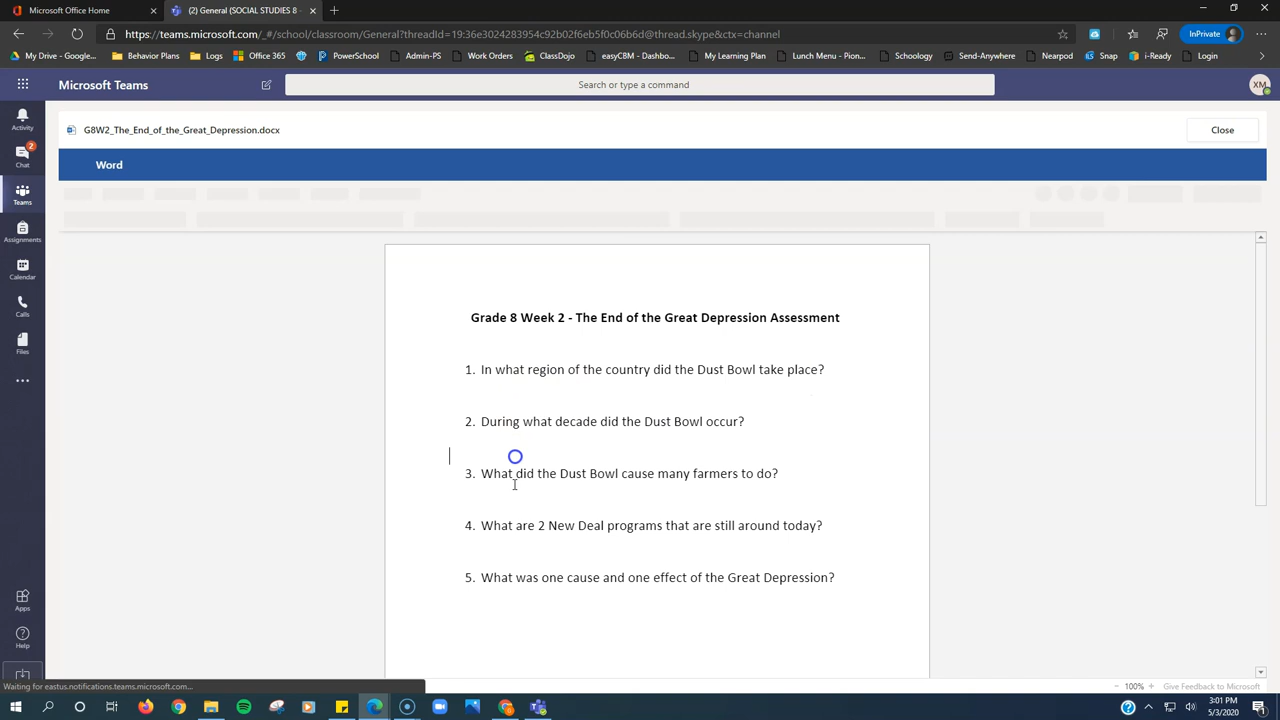 Microsoft Office Home
(2) General (SOCIAL STUDIES 8 -
https://teams.microsoft.com/_#/school/classroom/General?threadId=19:36e3024283954c92b02f6eb5f0c06b6d@thread.skype&ctx=channel
InPrivate
My Drive - Google...
Behavior Plans
Logs
Office 365
IC
PowerSchool
Admin-PS
Work Orders
easyCBM - Dashbo...
ClassDojo
My Learning Plan
Lunch Menu - Pion...
Schoology
Send-Anywhere
Nearpod
Snap
i-Ready
Login
Microsoft Teams
Search or type a command
XM
Activity
Chat
2
Teams
Assignments
Calendar
Calls
Files
Apps
Help
G8W2_The_End_of_the_Great_Depression.docx
Close
Word
Grade 8 Week 2 - The End of the Great Depression Assessment
1. In what region of the country did the Dust Bowl take place?
2. During what decade did the Dust Bowl occur?
3. What did the Dust Bowl cause many farmers to do?
4. What are 2 New Deal programs that are still around today?
5. What was one cause and one effect of the Great Depression?
Waiting for eastus.notifications.teams.microsoft.com...
100%
Give Feedback to Microsoft
3:01 PM
5/3/2020